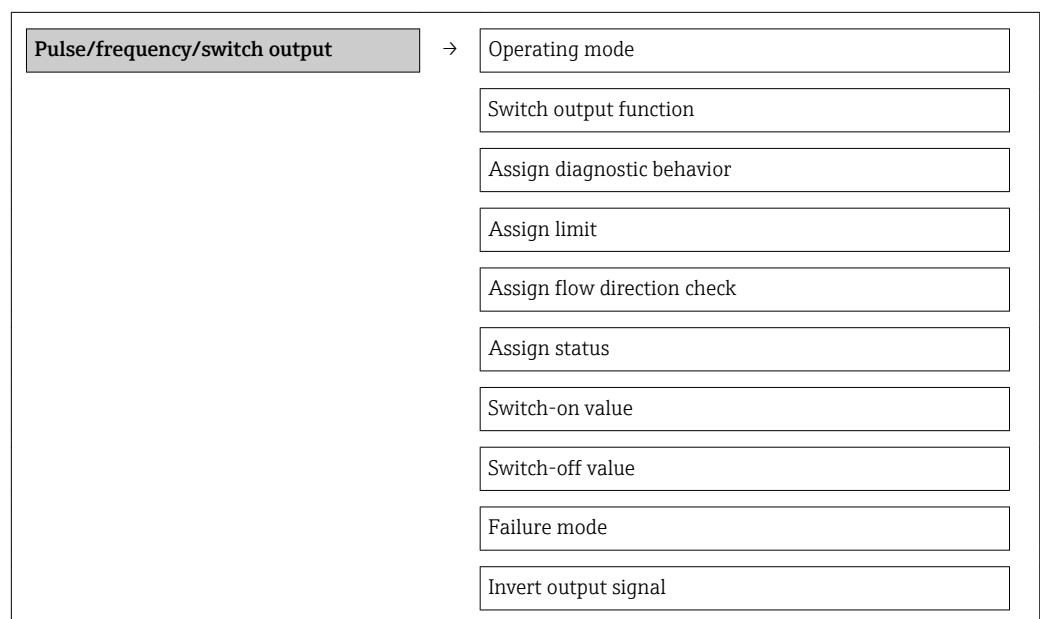 Pulse/frequency/switch output → Operating mode
Switch output function
Assign diagnostic behavior
Assign limit
Assign flow direction check
Assign status
Switch-on value
Switch-off value
Failure mode
Invert output signal